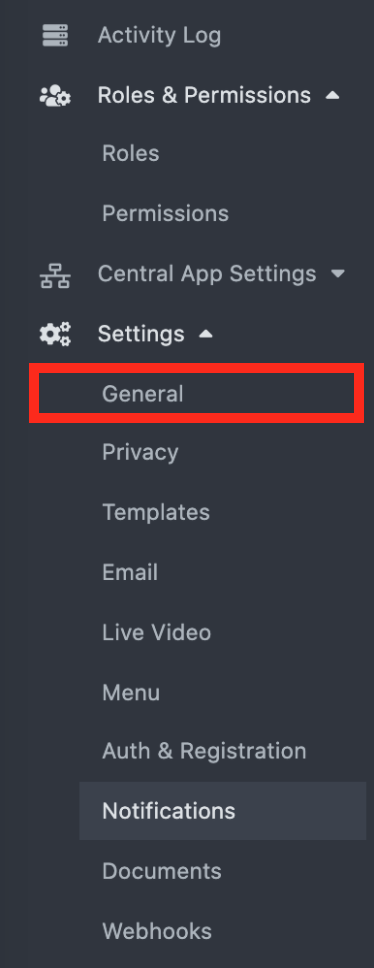 Activity Log
Roles & Permissions
Roles
Permissions
Central App Settings
Settings
General
Privacy
Templates
Email
Live Video
Menu
Auth & Registration
Notifications
Documents
Webhooks